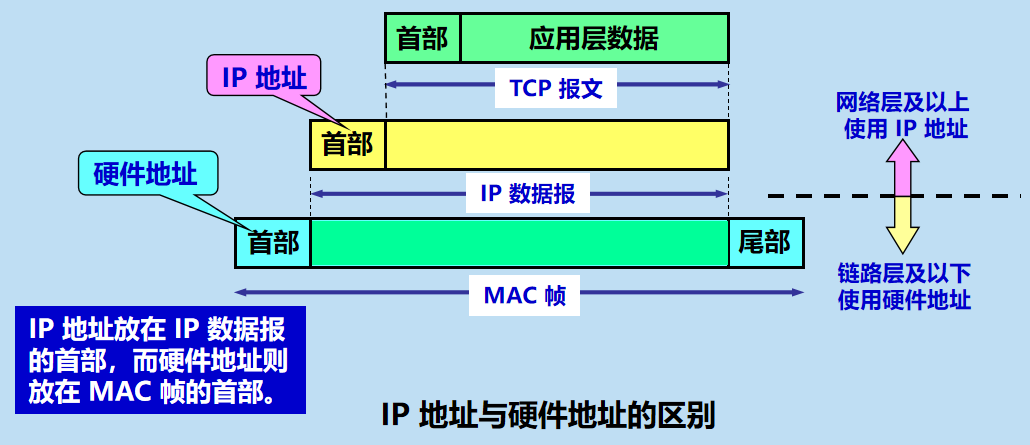 首部 应用层数据
TCP 报文
IP 地址
首部
网络层及以上
使用 IP 地址
硬件地址
IP 数据报
首部 尾部
MAC 帧
链路层及以下
使用硬件地址
IP 地址放在 IP 数据报
的首部，而硬件地址则
放在 MAC 帧的首部。
IP 地址与硬件地址的区别